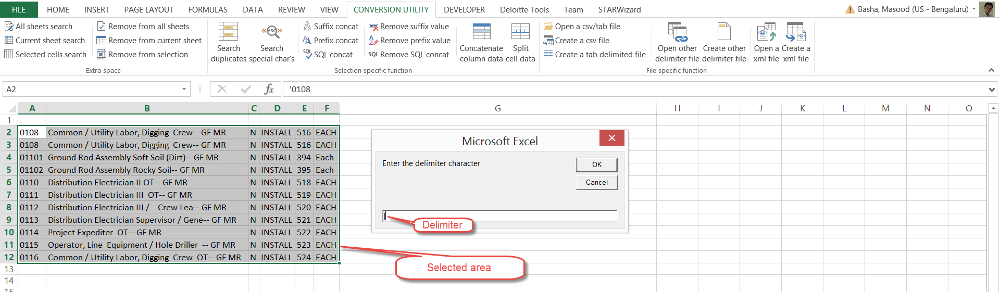 FILE HOME INSERT PAGE LAYOUT FORMULAS DATA REVIEW VIEW CONVERSION UTILITY DEVELOPER Deloitte Tools Team STARWizard Basha, Masood (US - Bengaluru)
All sheets search
Current sheet search
Selected cells search
Remove from all sheets
Remove from current sheet
Remove from selection
Extra space
Search
duplicates
Search
special char's
Suffix concat
Prefix concat
SQL SQL concat
Remove suffix value
Remove prefix value
SQL Remove SQL concat
Concatenate
column data
Split
cell data
Selection specific function
Open a csv/tab file
Create a csv file
Create a tab delimited file
Open other
delimiter file
Create other
delimiter file
Open a
xml file
Create a
xml file
File specific function
A2 fx '0108
A B C D E F G H I J K L M N O
1
2 0108 Common / Utility Labor, Digging  Crew-- GF MR N INSTALL 516 EACH
3 0108 Common / Utility Labor, Digging  Crew-- GF MR N INSTALL 516 EACH
4 01101 Ground Rod Assembly Soft Soil (Dirt)-- GF MR N INSTALL 394 Each
5 01102 Ground Rod Assembly Rocky Soil-- GF MR N INSTALL 395 Each
6 0110 Distribution Electrician II OT-- GF MR N INSTALL 518 EACH
7 0111 Distribution Electrician III  OT-- GF MR N INSTALL 519 EACH
8 0112 Distribution Electrician III /    Crew Lea-- GF MR N INSTALL 520 EACH
9 0113 Distribution Electrician Supervisor / Gene-- GF MR N INSTALL 521 EACH
10 0114 Project Expediter  OT-- GF MR N INSTALL 522 EACH
11 0115 Operator, Line  Equipment / Hole Driller  -- GF MR N INSTALL 523 EACH
12 0116 Common / Utility Labor, Digging  Crew  OT-- GF MR N INSTALL 524 EACH
13
14
15
Microsoft Excel
Enter the delimiter character
OK
Cancel
|
Delimiter
Selected area